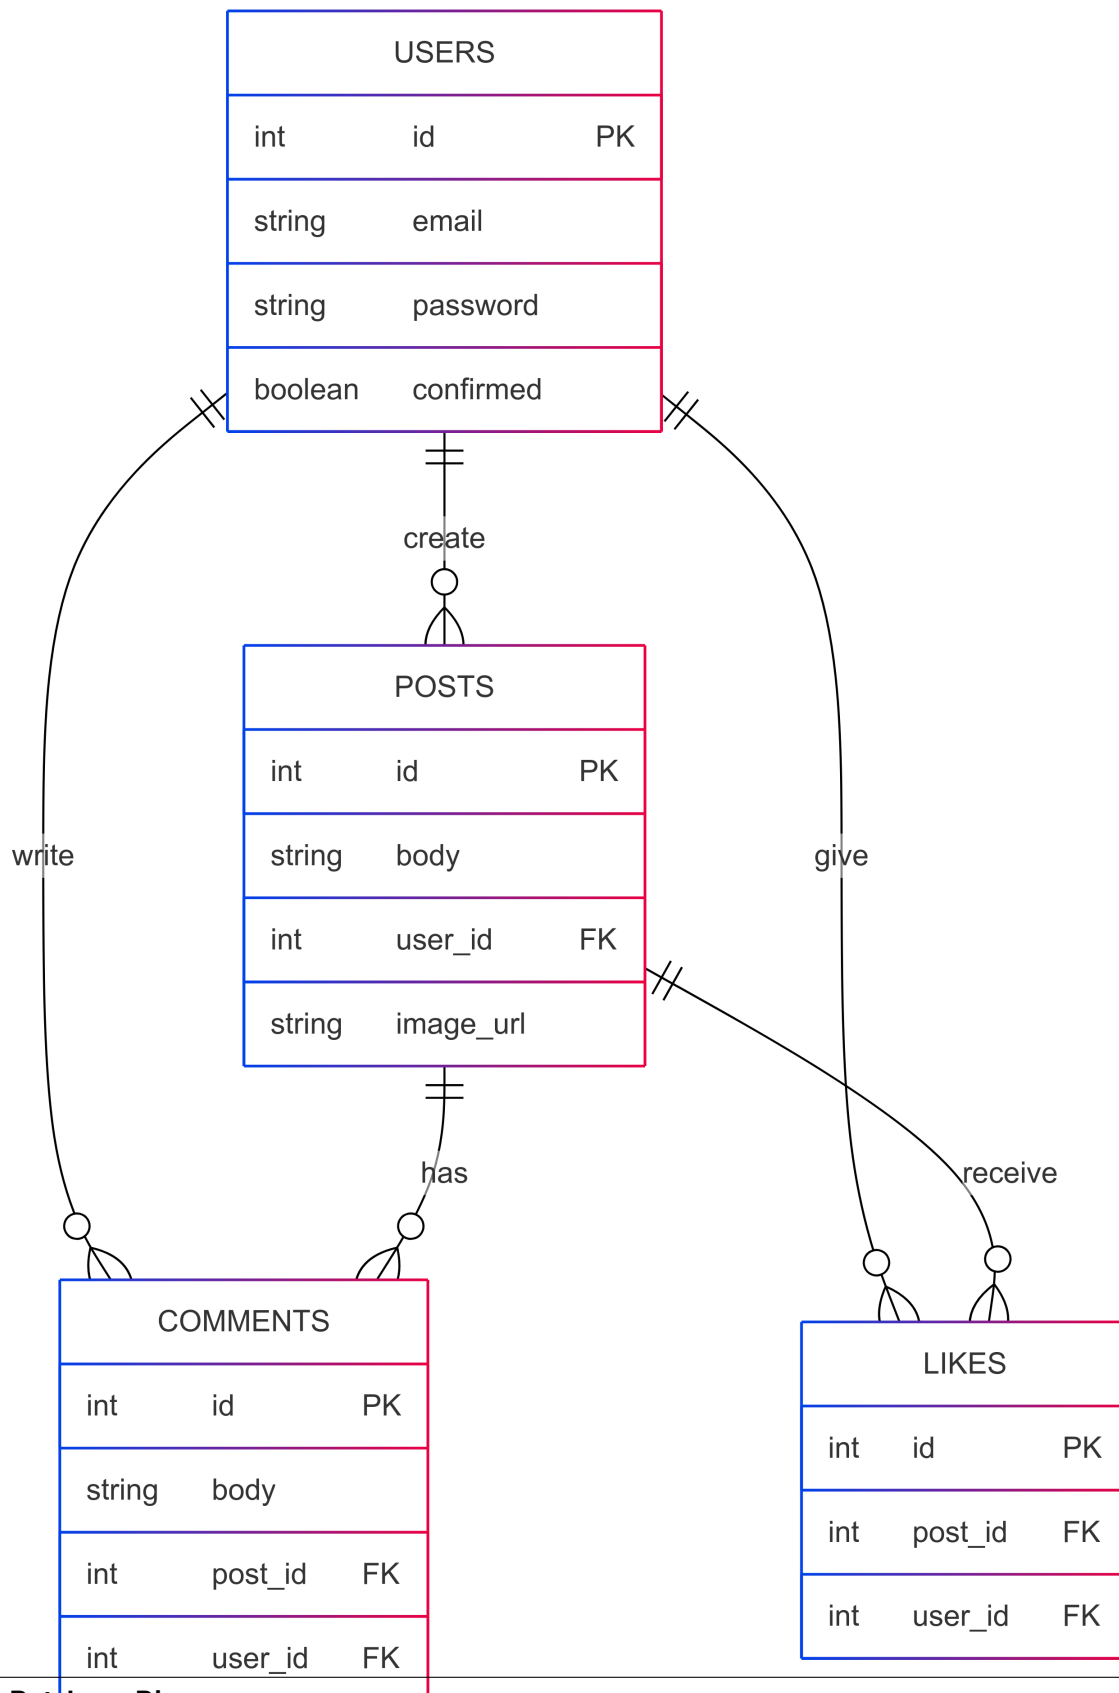 USERS
int id PK
string email
string password
boolean confirmed
create
POSTS
int id PK
string body
int user_id FK
string image_url
write
give
has
receive
COMMENTS
int id PK
string body
int post_id FK
int user_id FK
LIKES
int id PK
int post_id FK
int user_id FK